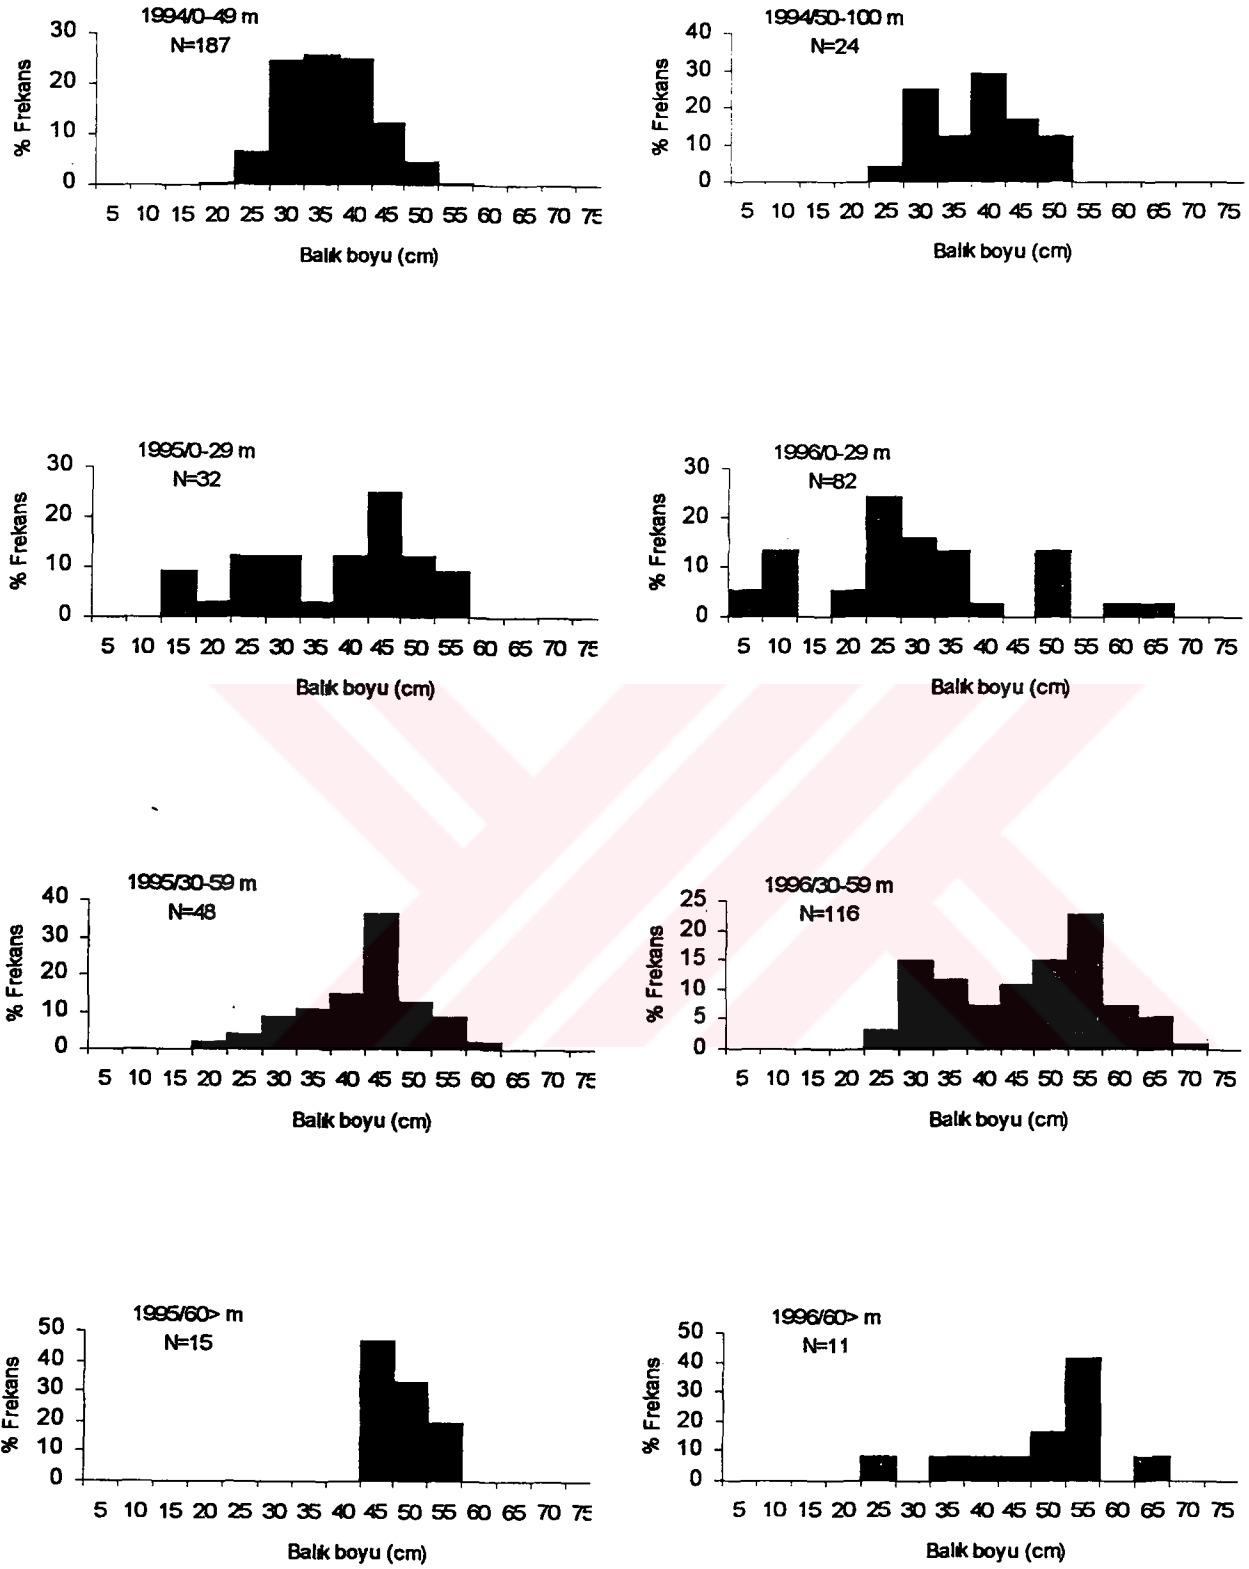 1994/0-49 m
N=187
% Frekans
30
20
10
0
5 10 15 20 25 30 35 40 45 50 55 60 65 70 75
Balık boyu (cm)
1994/50-100 m
N=24
% Frekans
40
30
20
10
0
5 10 15 20 25 30 35 40 45 50 55 60 65 70 75
Balık boyu (cm)
1995/0-29 m
N=32
% Frekans
30
20
10
0
5 10 15 20 25 30 35 40 45 50 55 60 65 70 75
Balık boyu (cm)
1996/0-29 m
N=82
% Frekans
30
20
10
0
5 10 15 20 25 30 35 40 45 50 55 60 65 70 75
Balık boyu (cm)
1995/30-59 m
N=48
% Frekans
40
30
20
10
0
5 10 15 20 25 30 35 40 45 50 55 60 65 70 75
Balık boyu (cm)
1996/30-59 m
N=116
% Frekans
25
20
15
10
5
0
5 10 15 20 25 30 35 40 45 50 55 60 65 70 75
Balık boyu (cm)
1995/60> m
N=15
% Frekans
50
40
30
20
10
0
5 10 15 20 25 30 35 40 45 50 55 60 65 70 75
Balık boyu (cm)
1996/60> m
N=11
% Frekans
50
40
30
20
10
0
5 10 15 20 25 30 35 40 45 50 55 60 65 70 75
Balık boyu (cm)